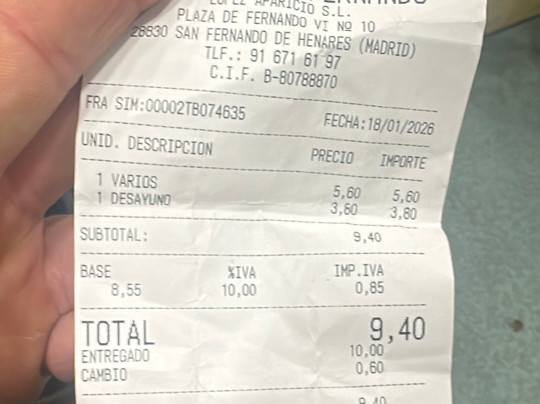 APARICIO S.L.
PLAZA DE FERNANDO VI Nº 10
28830 SAN FERNANDO DE HENARES (MADRID)
TLF.: 91 671 61 97
C.I.F. B-80788870
FRA SIM:00002TB074635 FECHA:18/01/2026
UNID. DESCRIPCION PRECIO IMPORTE
1 VARIOS 5,60 5,60
1 DESAYUNO 3,80 3,80
SUBTOTAL: 9,40
BASE %IVA IMP.IVA
8,55 10,00 0,85
TOTAL 9,40
ENTREGADO 10,00
CAMBIO 0,60
9,40